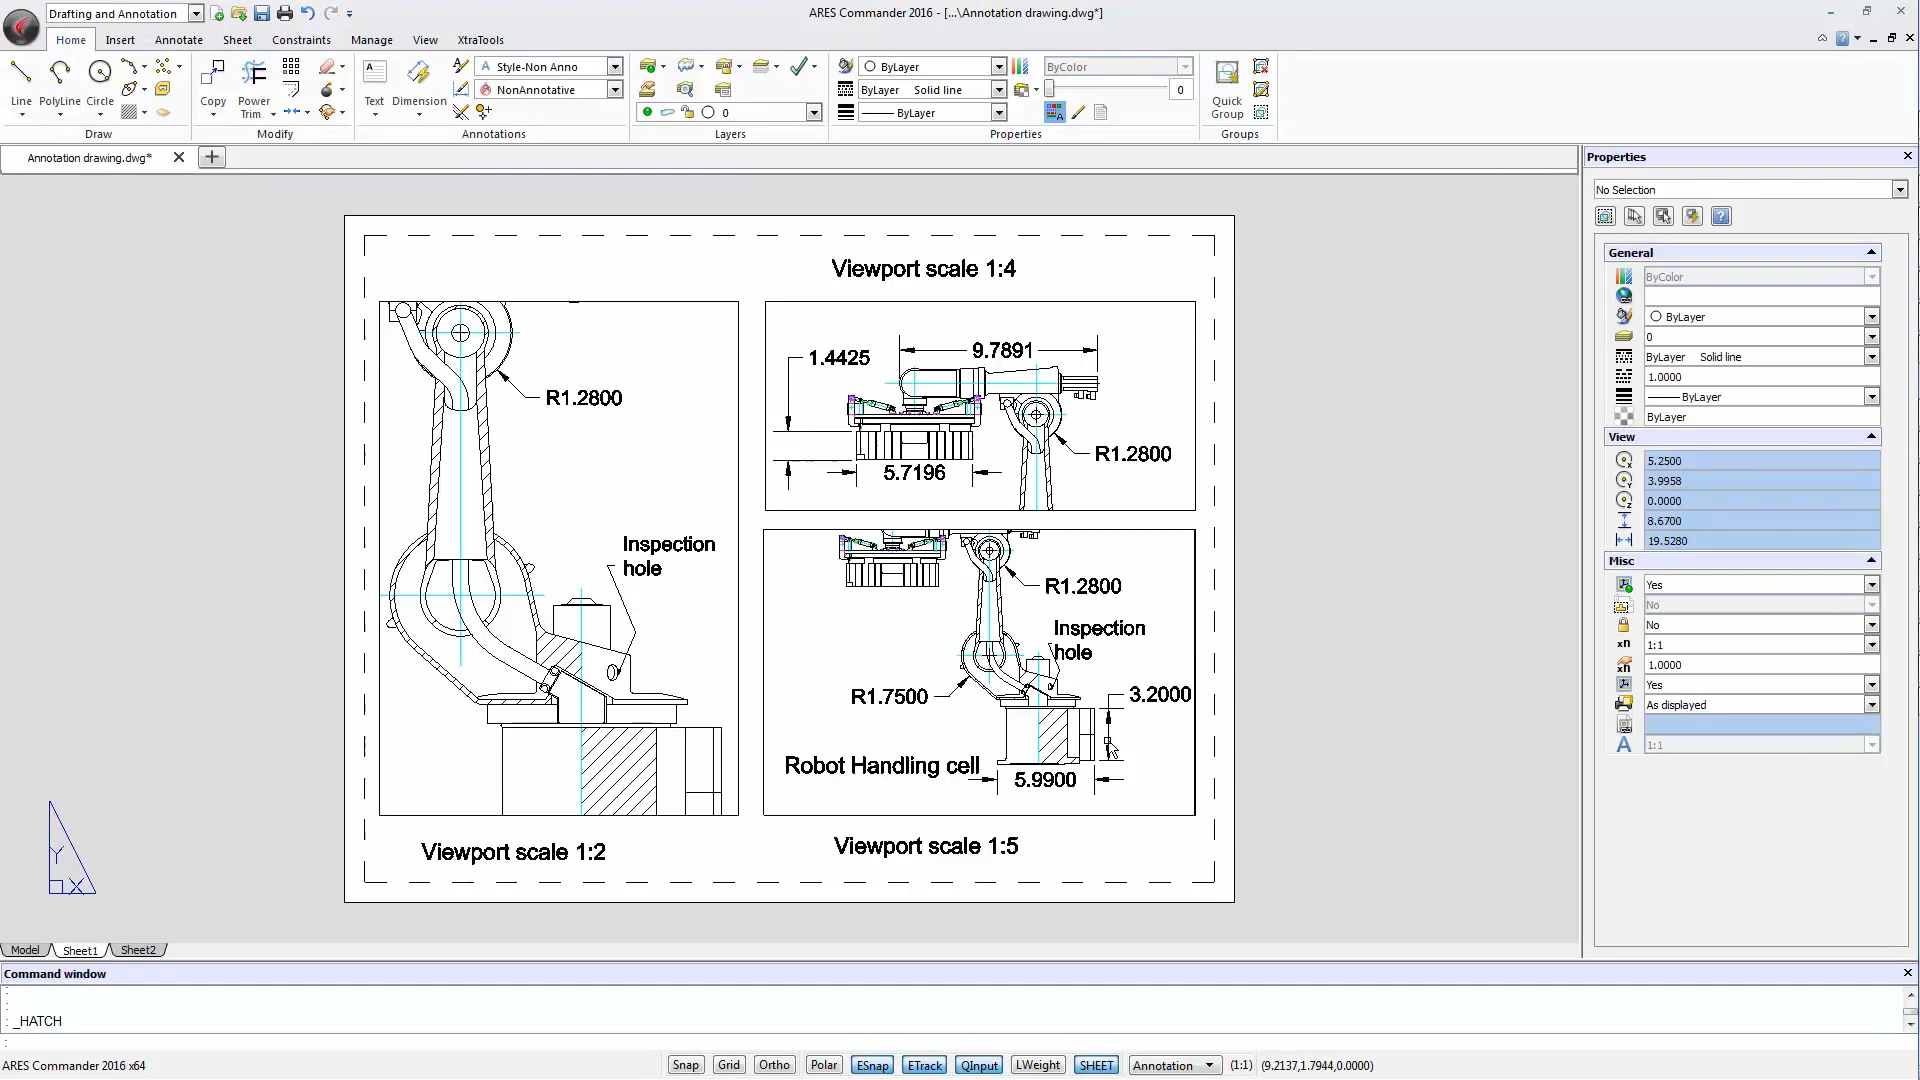 Drafting and Annotation
ARES Commander 2016 - [...\Annotation drawing.dwg*]
Home
Insert
Annotate
Sheet
Constraints
Manage
View
XtraTools
Line
PolyLine
Circle
Draw
Copy
Power
Trim
Modify
Text
Dimension
Style-Non Anno
NonAnnotative
Annotations
0
Layers
ByLayer
ByLayer Solid line
ByLayer
ByColor
0
Properties
Quick
Group
Groups
Annotation drawing.dwg*
Properties
No Selection
General
ByColor
ByLayer
0
ByLayer Solid line
1.0000
ByLayer
ByLayer
View
5.2500
3.9958
0.0000
8.6700
19.5280
Misc
Yes
No
No
1:1
1.0000
Yes
As displayed
1:1
Viewport scale 1:4
9.7891
1.4425
R1.2800
5.7196
R1.2800
Inspection
hole
Viewport scale 1:2
R1.2800
Inspection
hole
R1.7500
3.2000
Robot Handling cell
5.9900
Viewport scale 1:5
Y
X
Model
Sheet1
Sheet2
Command window
:
:
: _HATCH
:
ARES Commander 2016 x64
Snap
Grid
Ortho
Polar
ESnap
ETrack
QInput
LWeight
SHEET
Annotation
(1:1)
(9.2137,1.7944,0.0000)